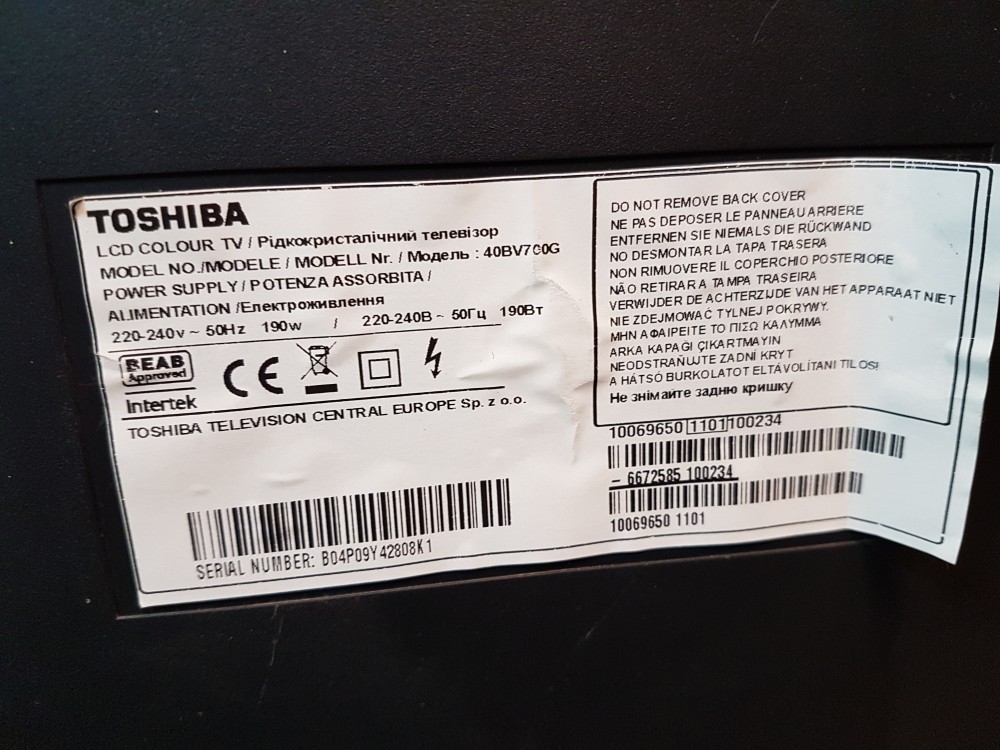 TOSHIBA
LCD COLOUR TV / Рідкокристалічний телевізор
MODEL NO./MODELE / MODELL Nr. / Модель : 40BV700G
POWER SUPPLY / POTENZA ASSORBITA /
ALIMENTATION /Електроживлення
220-240v ~ 50Hz 190w / 220-240В ~ 50Гц 190Вт
BEAB
Approved
Intertek
CE
TOSHIBA TELEVISION CENTRAL EUROPE Sp. z o.o.
SERIAL NUMBER: B04P09Y42808K1
DO NOT REMOVE BACK COVER
NE PAS DEPOSER LE PANNEAU ARRIERE
ENTFERNEN SIE NIEMALS DIE RÜCKWAND
NO DESMONTAR LA TAPA TRASERA
NON RIMUOVERE IL COPERCHIO POSTERIORE
NÃO RETIRAR A TAMPA TRASEIRA
VERWIJDER DE ACHTERZIJDE VAN HET APPARAAT NIET
NIE ZDEJMOWAĆ TYLNEJ POKRYWY.
ΜΗΝ ΑΦΑΙΡΕΙΤΕ ΤΟ ΠΙΣΩ ΚΑΛΥΜΜΑ
ARKA KAPAĞI ÇIKARTMAYIN
NEODSTRAŇUJTE ZADNÍ KRYT
A HÁTSÓ BURKOLATOT ELTÁVOLÍTANI TILOS!
Не знімайте задню кришку
10069650 1101 100234
- 6672585 100234
10069650 1101